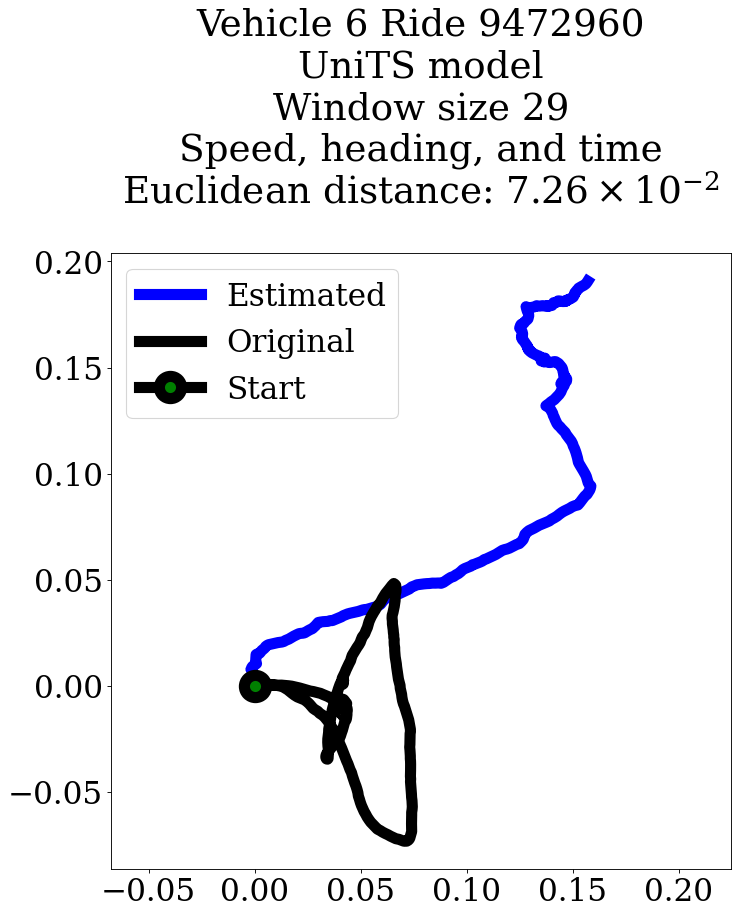 Vehicle 6 Ride 9472960
UniTS model
Window size 29
Speed, heading, and time
Euclidean distance: 7.26 × 10⁻²
0.20
0.15
0.10
0.05
0.00
−0.05
Estimated
Original
Start
−0.05 0.00 0.05 0.10 0.15 0.20